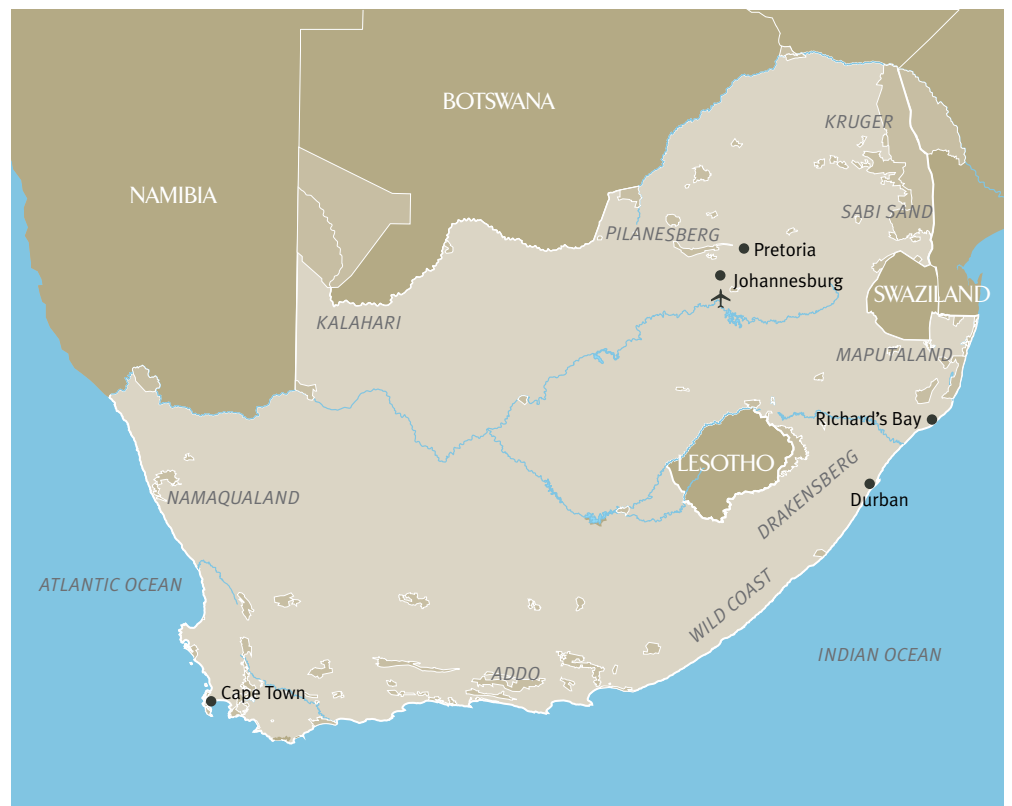 BOTSWANA
KRUGER
NAMIBIA
SABI SAND
PILANESBERG
Pretoria
Johannesburg
SWAZILAND
KALAHARI
MAPUTALAND
Richard's Bay
LESOTHO
DRAKENSBERG
NAMAQUALAND
Durban
ATLANTIC OCEAN
WILD COAST
INDIAN OCEAN
ADDO
Cape Town